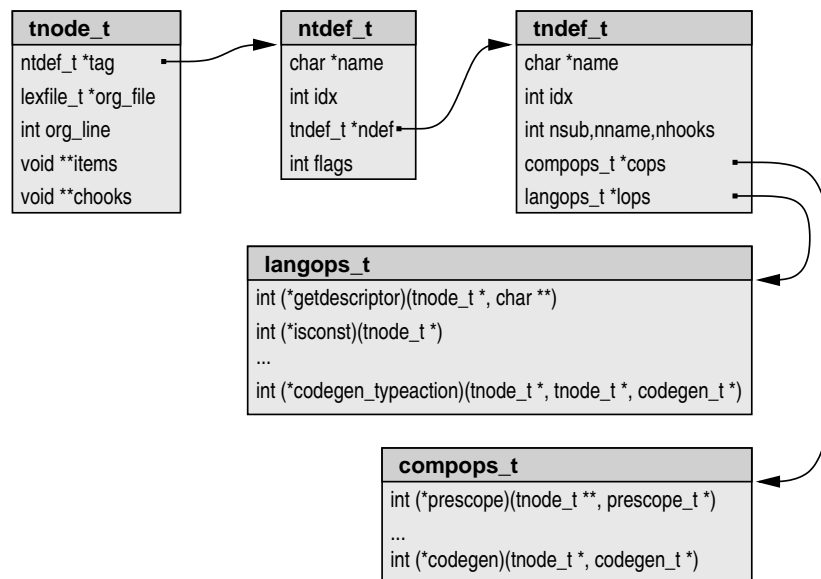 tnode_t
ntdef_t *tag
lexfile_t *org_file
int org_line
void **items
void **chooks
ntdef_t
char *name
int idx
tndef_t *ndef
int flags
tndef_t
char *name
int idx
int nsub,nname,nhooks
compops_t *cops
langops_t *lops
langops_t
int (*getdescriptor)(tnode_t *, char **)
int (*isconst)(tnode_t *)
...
int (*codegen_typeaction)(tnode_t *, tnode_t *, codegen_t *)
compops_t
int (*prescope)(tnode_t **, prescope_t *)
...
int (*codegen)(tnode_t *, codegen_t *)